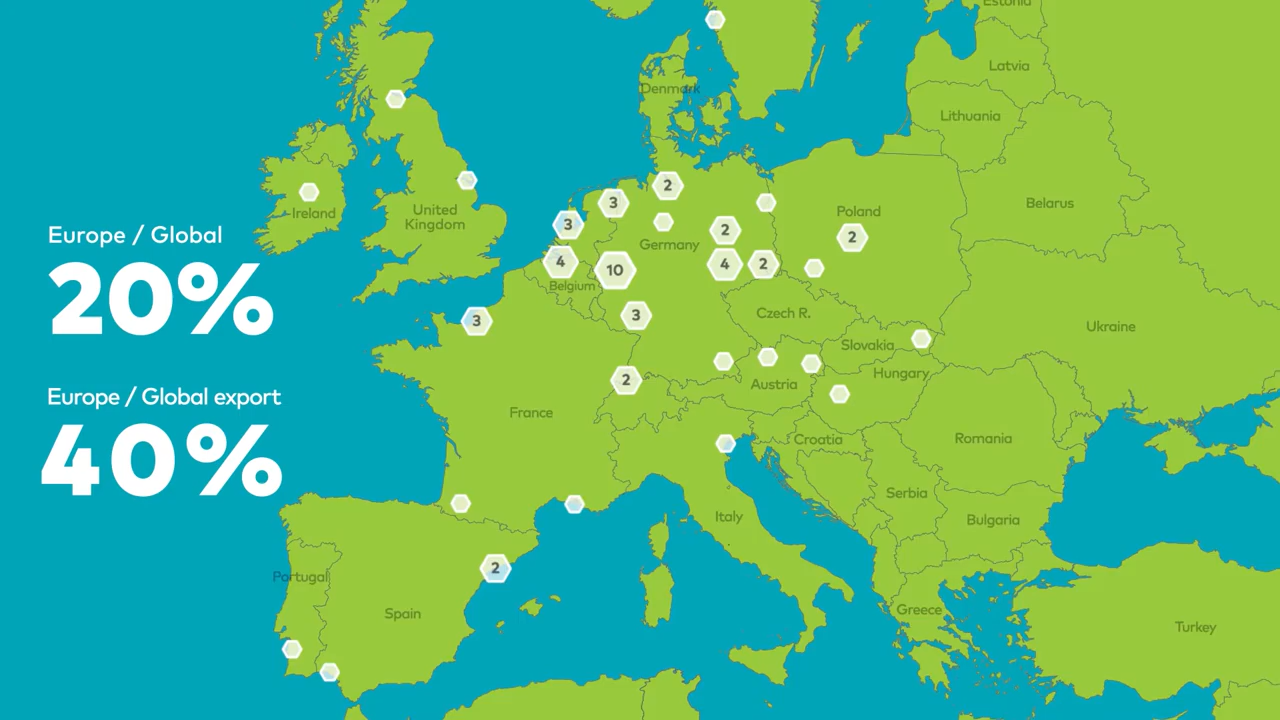 Estonia
Latvia
Denmark
Lithuania
2
3
Ireland
United
Kingdom
3
Poland
Belarus
2
2
Germany
Europe / Global
20%
4
10
4
2
Belgium
3
3
Czech R.
Ukraine
Slovakia
Hungary
2
Austria
Europe / Global export
40%
France
Croatia
Romania
Serbia
Italy
Bulgaria
2
Portugal
Spain
Greece
Turkey